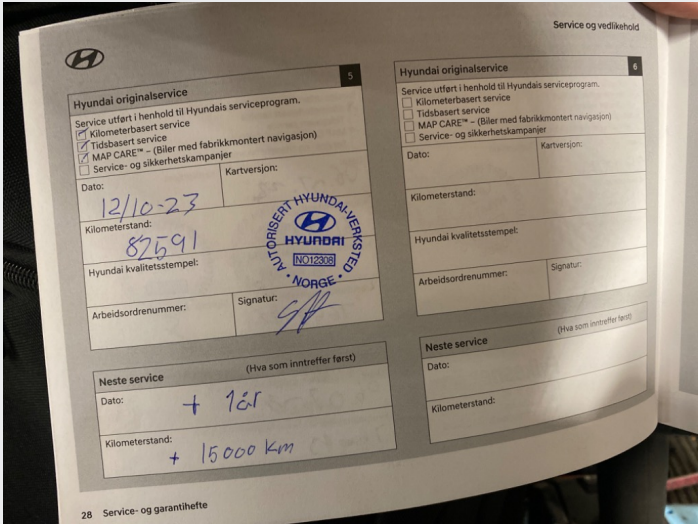 Service og vedlikehold
Hyundai originalservice 5
Service utført i henhold til Hyundais serviceprogram.
Kilometerbasert service
Tidsbasert service
MAP CARE™ – (Biler med fabrikkmontert navigasjon)
Service- og sikkerhetskampanjer
Dato:
Kartversjon:
12/10-23
Kilometerstand:
82591
Hyundai kvalitetsstempel:
AUTORISERT HYUNDAI-VERKSTED
HYUNDAI
NO12308
NORGE
Arbeidsordrenummer:
Signatur:
Neste service (Hva som inntreffer først)
Dato:
+ 1år
Kilometerstand:
+ 15000 km
28 Service- og garantihefte
Hyundai originalservice 6
Service utført i henhold til Hyundais serviceprogram.
Kilometerbasert service
Tidsbasert service
MAP CARE™ – (Biler med fabrikkmontert navigasjon)
Service- og sikkerhetskampanjer
Dato:
Kartversjon:
Kilometerstand:
Hyundai kvalitetsstempel:
Arbeidsordrenummer:
Signatur:
Neste service (Hva som inntreffer først)
Dato:
Kilometerstand: